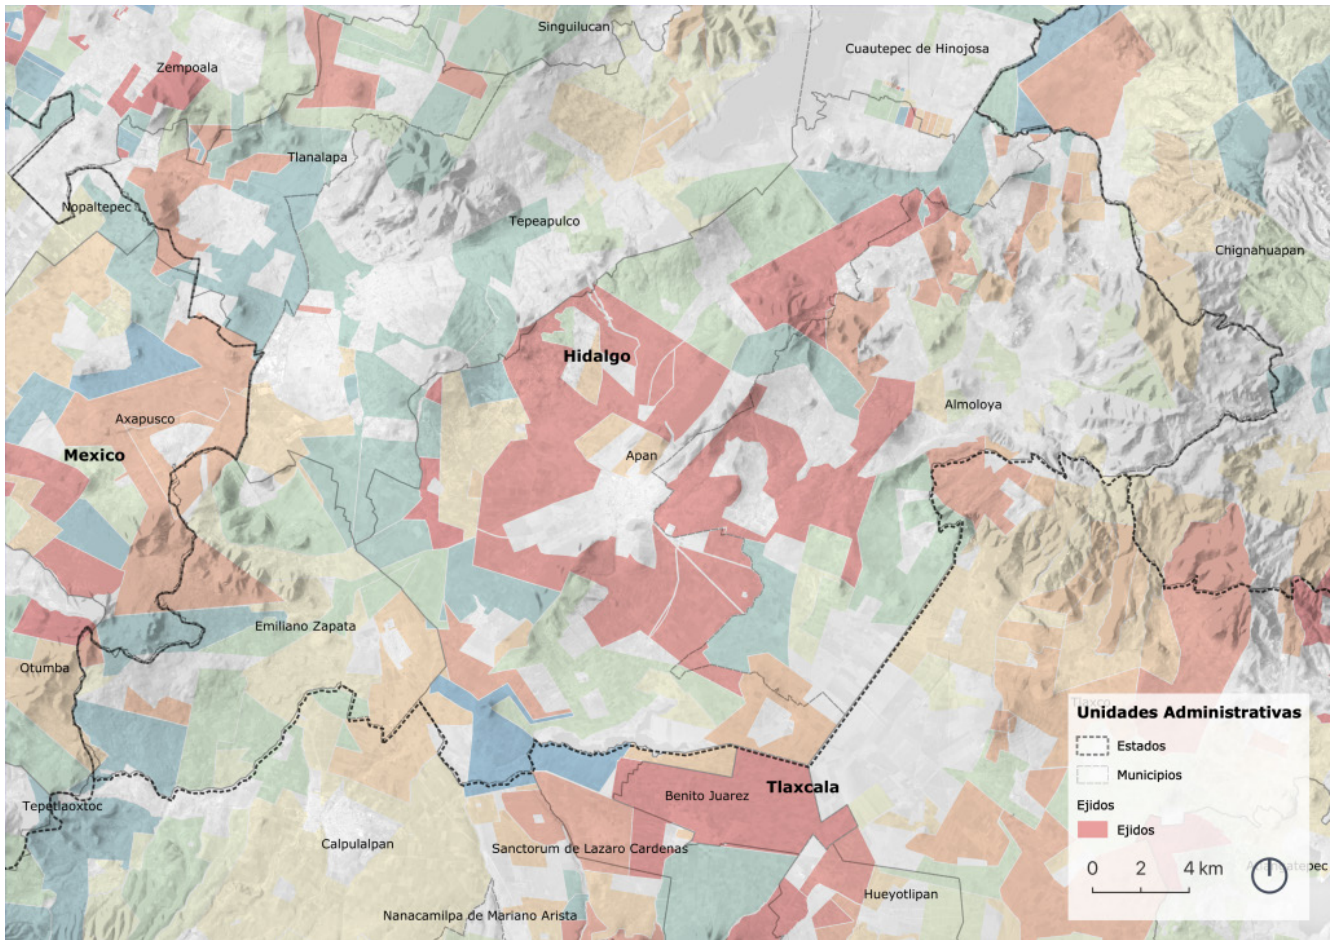 Singuilucan
Cuautepec de Hinojosa
Zempoala
Tlanalapa
Nopaltepec
Tepeapulco
Chignahuapan
Hidalgo
Almoloya
Axapusco
Mexico
Apan
Emiliano Zapata
Otumba
Tlaxco
Unidades Administrativas
Estados
Municipios
Ejidos
Ejidos
0 2 4 km
Tlaxcala
Benito Juarez
Tepetlaoxtoc
Calpulalpan
Sanctorum de Lazaro Cardenas
Hueyotlipan
Nanacamilpa de Mariano Arista